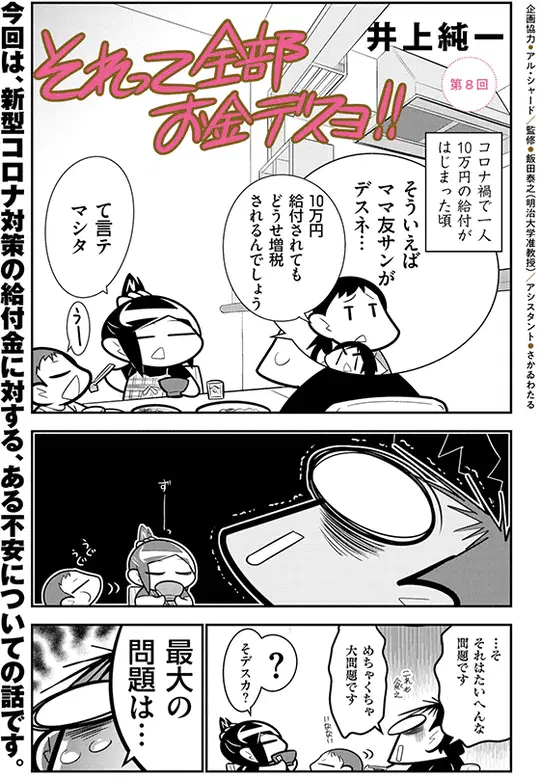 企画協力●アル・シャード／監修●飯田泰之(明治大学准教授)／アシスタント●さかゐわたる
井上純一
それって全部
お金デスヨ!!
第8回
コロナ禍で一人
10万円の給付が
はじまった頃
そういえば
ママ友サンが
デスネ…
10万円
給付されても
どうせ増税
されるんでしょう
て言テ
マシタ
うー
ず
…そ
それはたいへんな
問題です
めちゃくちゃ
大問題です
？
そデスカ？
最大の
問題は…
今回は、新型コロナ対策の給付金に対する、ある不安についての話です。